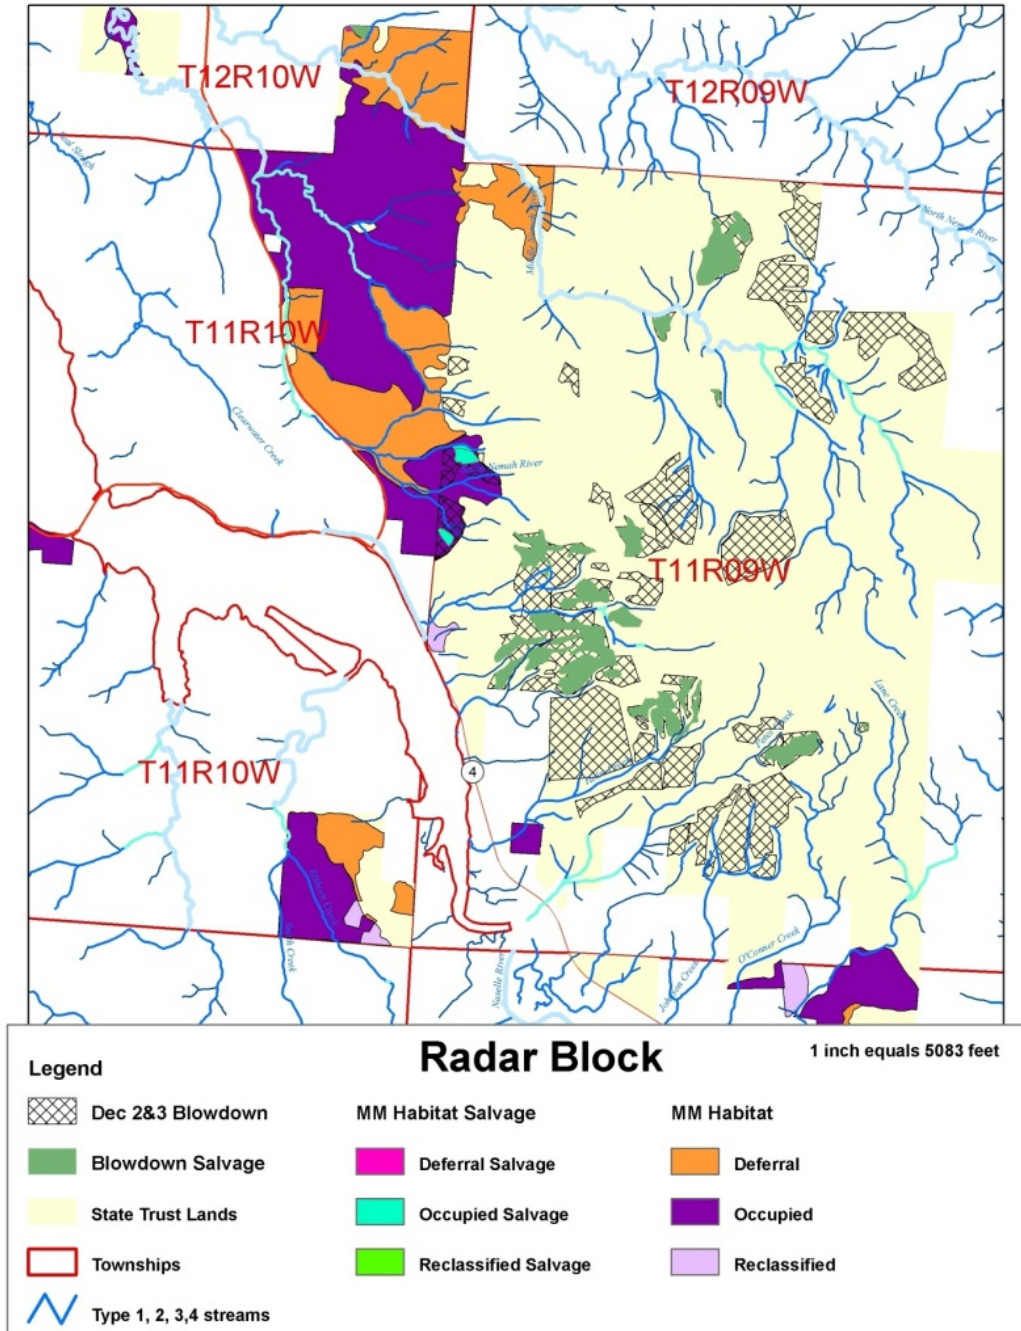 T12R10W
T12R09W
North Nemah River
T11R10W
Clearwater Creek
Nemah River
T11R09W
Lane Creek
T11R10W
4
Smith Creek
O'Conner Creek
Johnson Creek
Naselle River
Radar Block
1 inch equals 5083 feet
Legend
Dec 2&3 Blowdown
MM Habitat Salvage
MM Habitat
Blowdown Salvage
Deferral Salvage
Deferral
State Trust Lands
Occupied Salvage
Occupied
Townships
Reclassified Salvage
Reclassified
Type 1, 2, 3,4 streams